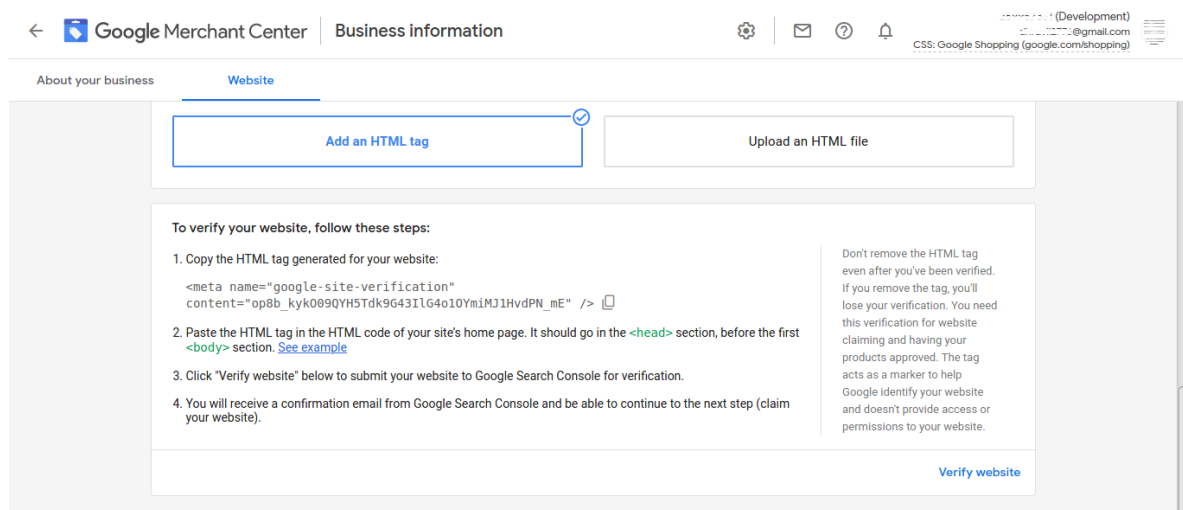 Google Merchant Center
Business information
(Development)
@gmail.com
CSS: Google Shopping (google.com/shopping)
About your business
Website
Add an HTML tag
Upload an HTML file
To verify your website, follow these steps:
1. Copy the HTML tag generated for your website:
<meta name="google-site-verification"
content="op8b_kykO09QYH5Tdk9G43IlG4o1OYmiMJ1HvdPN_mE" />
2. Paste the HTML tag in the HTML code of your site's home page. It should go in the <head> section, before the first
<body> section. See example
3. Click "Verify website" below to submit your website to Google Search Console for verification.
4. You will receive a confirmation email from Google Search Console and be able to continue to the next step (claim
your website).
Don't remove the HTML tag
even after you've been verified.
If you remove the tag, you'll
lose your verification. You need
this verification for website
claiming and having your
products approved. The tag
acts as a marker to help
Google identify your website
and doesn't provide access or
permissions to your website.
Verify website